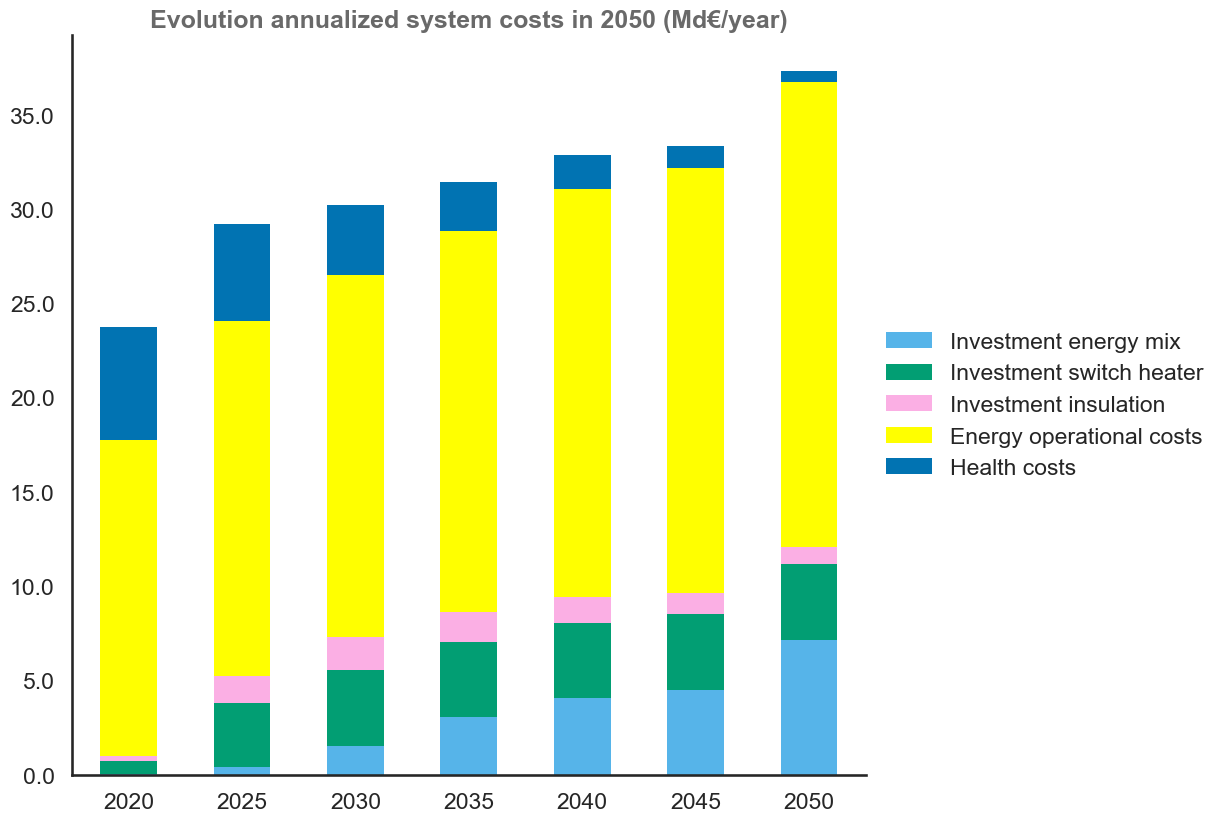 Evolution annualized system costs in 2050 (Md€/year)
35.0
30.0
25.0
20.0
15.0
10.0
5.0
0.0
2020 2025 2030 2035 2040 2045 2050
Investment energy mix
Investment switch heater
Investment insulation
Energy operational costs
Health costs